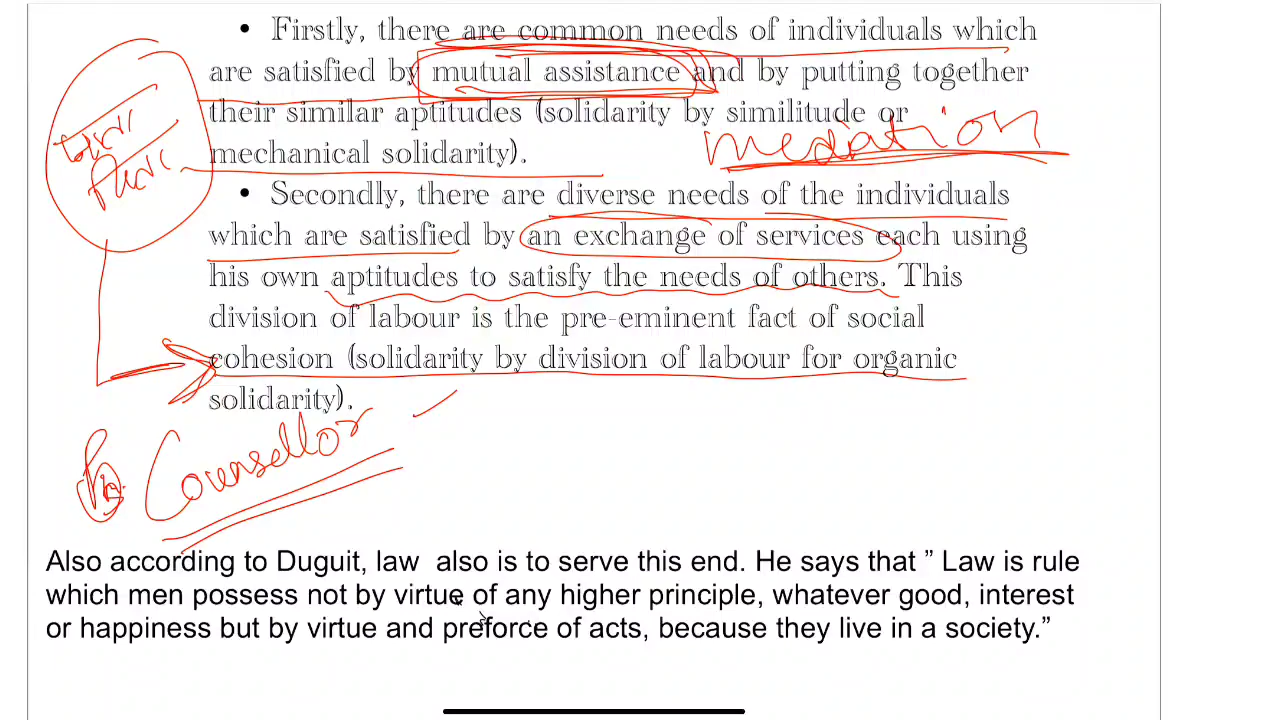 • Firstly, there are common needs of individuals which
are satisfied by mutual assistance and by putting together
their similar aptitudes (solidarity by similitude or
mediation
mechanical solidarity).
• Secondly, there are diverse needs of the individuals
which are satisfied by an exchange of services each using
his own aptitudes to satisfy the needs of others. This
division of labour is the pre-eminent fact of social
cohesion (solidarity by division of labour for organic
solidarity).
Counsellor
Also according to Duguit, law also is to serve this end. He says that ” Law is rule
which men possess not by virtue of any higher principle, whatever good, interest
or happiness but by virtue and preforce of acts, because they live in a society.”